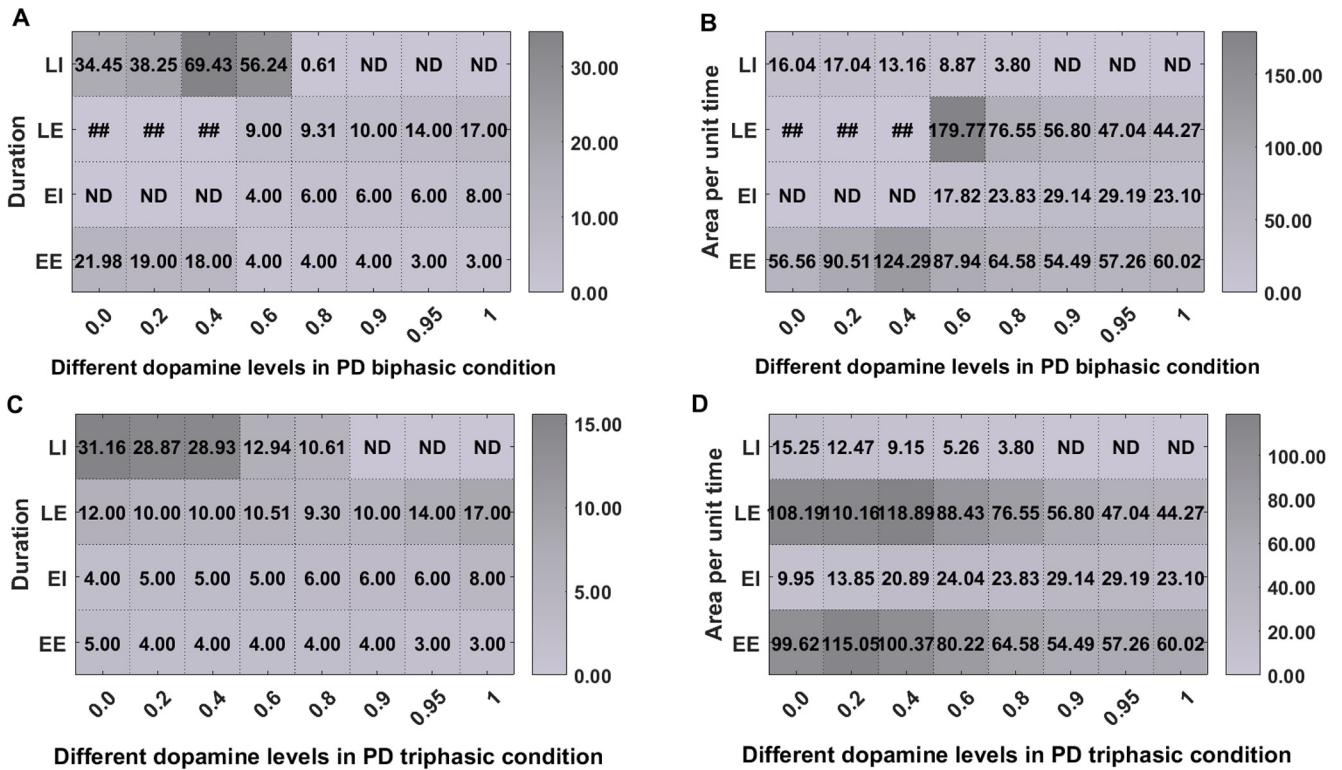 A
Duration
LI 34.45 38.25 69.43 56.24 0.61 ND ND ND
LE ## ## ## 9.00 9.31 10.00 14.00 17.00
EI ND ND ND 4.00 6.00 6.00 6.00 8.00
EE 21.98 19.00 18.00 4.00 4.00 4.00 3.00 3.00
0.0 0.2 0.4 0.6 0.8 0.9 0.95 1
Different dopamine levels in PD biphasic condition
30.00
20.00
10.00
0.00
B
Area per unit time
LI 16.04 17.04 13.16 8.87 3.80 ND ND ND
LE ## ## ## 179.77 76.55 56.80 47.04 44.27
EI ND ND ND 17.82 23.83 29.14 29.19 23.10
EE 56.56 90.51 124.29 87.94 64.58 54.49 57.26 60.02
0.0 0.2 0.4 0.6 0.8 0.9 0.95 1
Different dopamine levels in PD biphasic condition
150.00
100.00
50.00
0.00
C
Duration
LI 31.16 28.87 28.93 12.94 10.61 ND ND ND
LE 12.00 10.00 10.00 10.51 9.30 10.00 14.00 17.00
EI 4.00 5.00 5.00 5.00 6.00 6.00 6.00 8.00
EE 5.00 4.00 4.00 4.00 4.00 4.00 3.00 3.00
0.0 0.2 0.4 0.6 0.8 0.9 0.95 1
Different dopamine levels in PD triphasic condition
15.00
10.00
5.00
0.00
D
Area per unit time
LI 15.25 12.47 9.15 5.26 3.80 ND ND ND
LE 108.19 110.16 118.89 88.43 76.55 56.80 47.04 44.27
EI 9.95 13.85 20.89 24.04 23.83 29.14 29.19 23.10
EE 99.62 115.05 100.37 80.22 64.58 54.49 57.26 60.02
0.0 0.2 0.4 0.6 0.8 0.9 0.95 1
Different dopamine levels in PD triphasic condition
100.00
80.00
60.00
40.00
20.00
0.00